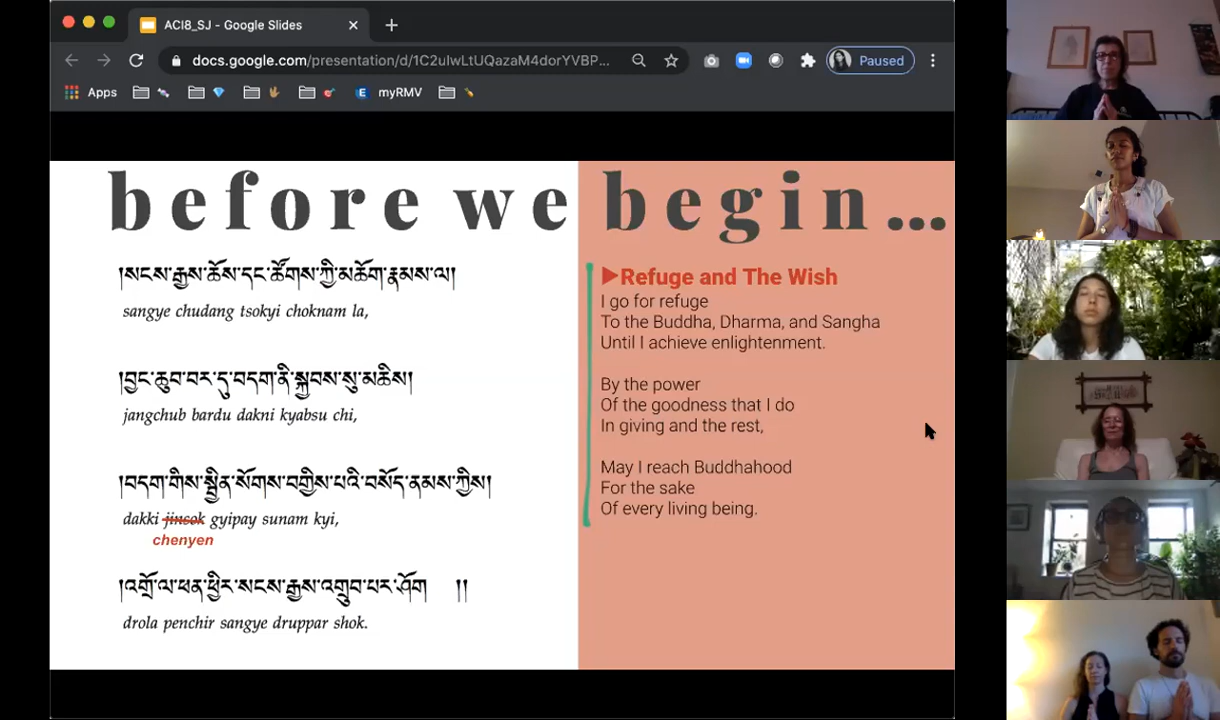 ACI8_SJ - Google Slides
docs.google.com/presentation/d/1C2uIwLtUQazaM4dorYVBP...
Paused
Apps
E myRMV
before we begin...
།སངས་རྒྱས་ཆོས་དང་ཚོགས་ཀྱི་མཆོག་རྣམས་ལ།
sangye chudang tsokyi choknam la,
།བྱང་ཆུབ་བར་དུ་བདག་ནི་སྐྱབས་སུ་མཆི།
jangchub bardu dakni kyabsu chi,
།བདག་གིས་སྦྱིན་སོགས་བགྱིས་པའི་བསོད་ནམས་ཀྱིས།
dakki jinsok gyipay sunam kyi,
chenyen
།འགྲོ་ལ་ཕན་ཕྱིར་སངས་རྒྱས་འགྲུབ་པར་ཤོག །།
drola penchir sangye druppar shok.
▶Refuge and The Wish
I go for refuge
To the Buddha, Dharma, and Sangha
Until I achieve enlightenment.
By the power
Of the goodness that I do
In giving and the rest,
May I reach Buddhahood
For the sake
Of every living being.